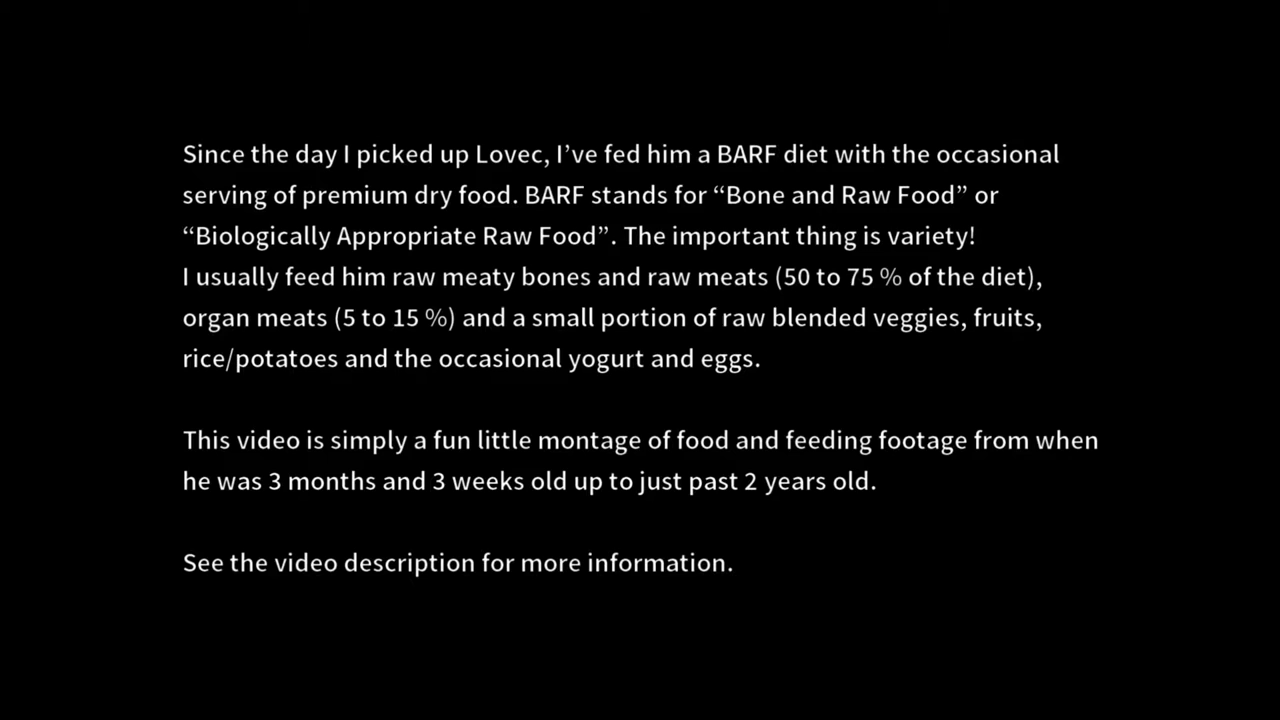 Since the day I picked up Lovec, I’ve fed him a BARF diet with the occasional
serving of premium dry food. BARF stands for “Bone and Raw Food” or
“Biologically Appropriate Raw Food”. The important thing is variety!
I usually feed him raw meaty bones and raw meats (50 to 75 % of the diet),
organ meats (5 to 15 %) and a small portion of raw blended veggies, fruits,
rice/potatoes and the occasional yogurt and eggs.
This video is simply a fun little montage of food and feeding footage from when
he was 3 months and 3 weeks old up to just past 2 years old.
See the video description for more information.